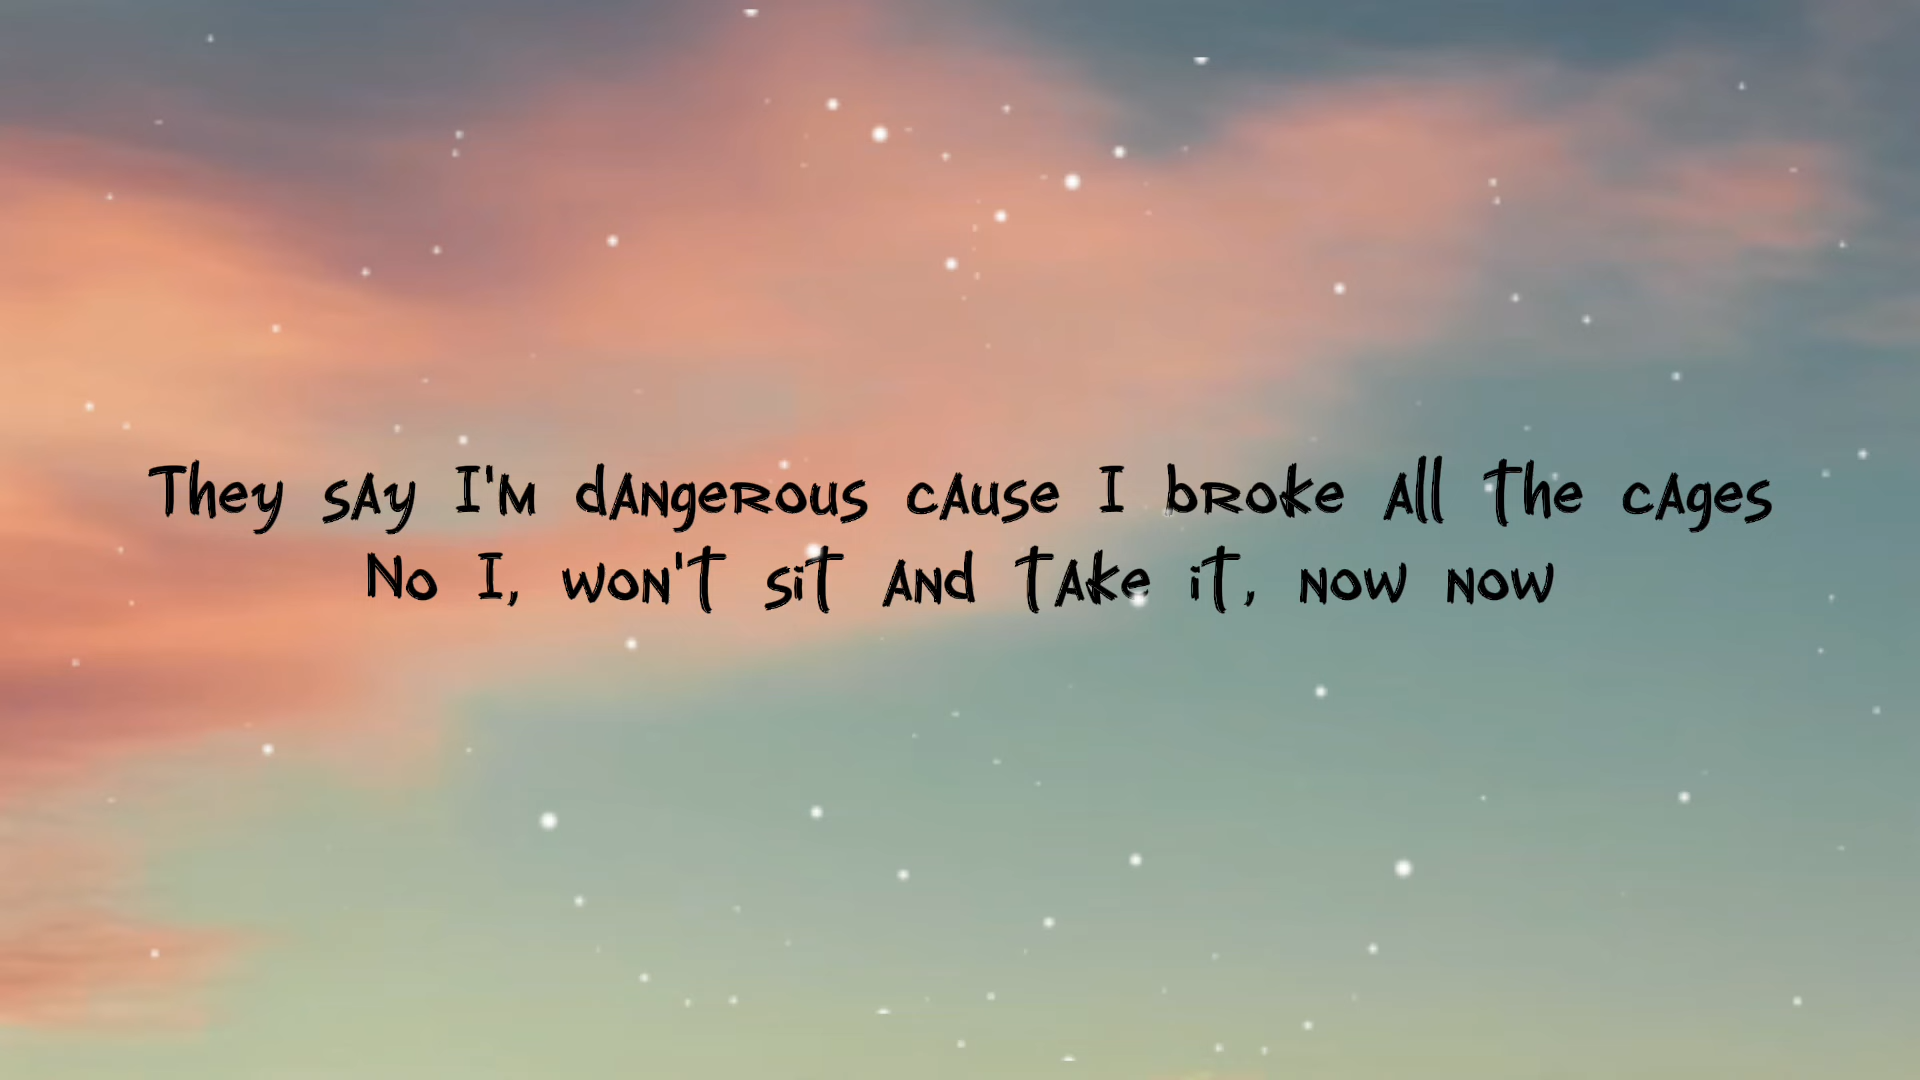 They say I'm dangerous cause I broke all the cages
No I, won't sit and take it, now now